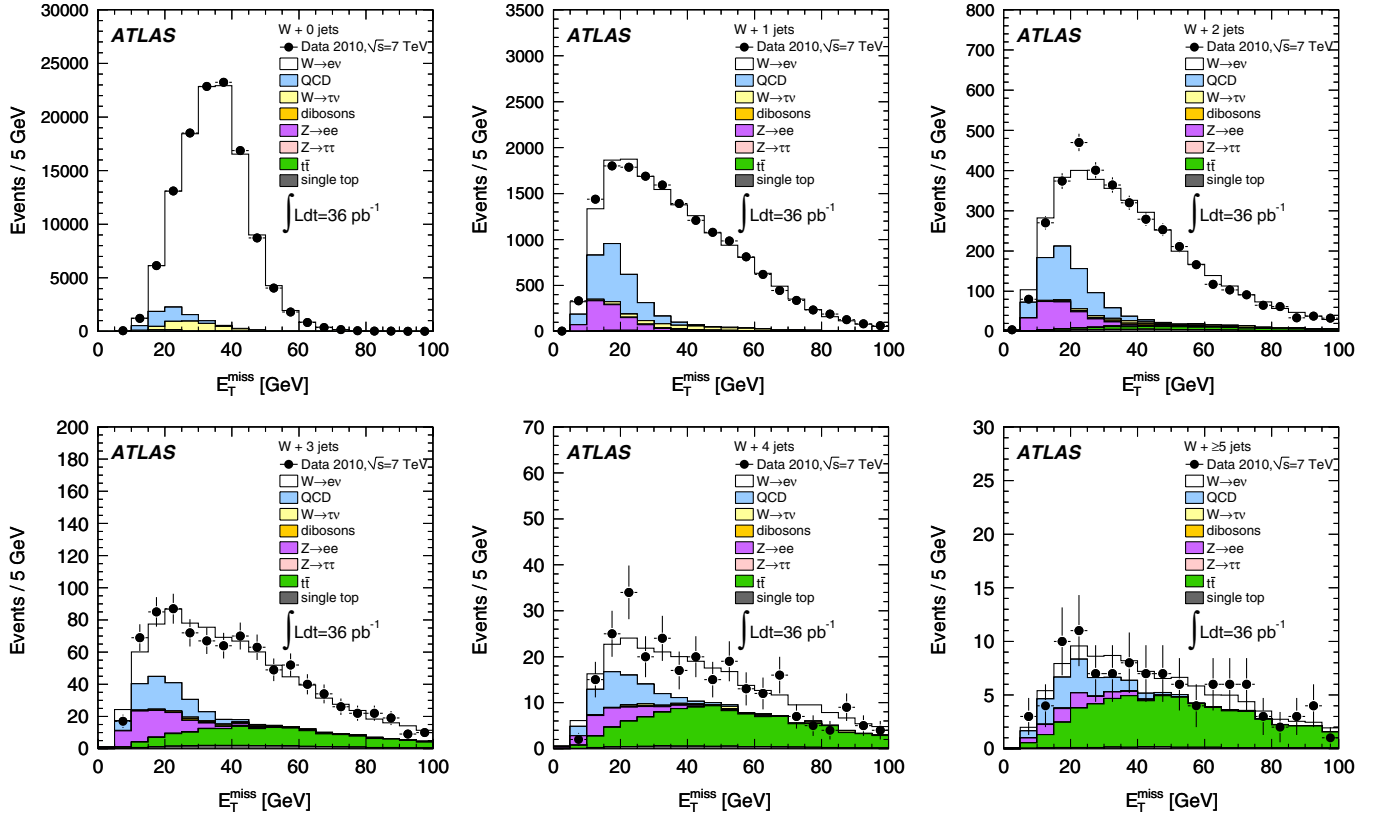 ATLAS
W + 0 jets
Data 2010,√s=7 TeV
W→eν
QCD
W→τν
dibosons
Z→ee
Z→ττ
tt̄
single top
∫Ldt=36 pb⁻¹
30000
25000
20000
15000
10000
5000
0
Events / 5 GeV
0 20 40 60 80 100
E_T^miss [GeV]
ATLAS
W + 1 jets
Data 2010,√s=7 TeV
W→eν
QCD
W→τν
dibosons
Z→ee
Z→ττ
tt̄
single top
∫Ldt=36 pb⁻¹
3500
3000
2500
2000
1500
1000
500
0
Events / 5 GeV
0 20 40 60 80 100
E_T^miss [GeV]
ATLAS
W + 2 jets
Data 2010,√s=7 TeV
W→eν
QCD
W→τν
dibosons
Z→ee
Z→ττ
tt̄
single top
∫Ldt=36 pb⁻¹
800
700
600
500
400
300
200
100
0
Events / 5 GeV
0 20 40 60 80 100
E_T^miss [GeV]
ATLAS
W + 3 jets
Data 2010,√s=7 TeV
W→eν
QCD
W→τν
dibosons
Z→ee
Z→ττ
tt̄
single top
∫Ldt=36 pb⁻¹
200
180
160
140
120
100
80
60
40
20
0
Events / 5 GeV
0 20 40 60 80 100
E_T^miss [GeV]
ATLAS
W + 4 jets
Data 2010,√s=7 TeV
W→eν
QCD
W→τν
dibosons
Z→ee
Z→ττ
tt̄
single top
∫Ldt=36 pb⁻¹
70
60
50
40
30
20
10
0
Events / 5 GeV
0 20 40 60 80 100
E_T^miss [GeV]
ATLAS
W + ≥5 jets
Data 2010,√s=7 TeV
W→eν
QCD
W→τν
dibosons
Z→ee
Z→ττ
tt̄
single top
∫Ldt=36 pb⁻¹
30
25
20
15
10
5
0
Events / 5 GeV
0 20 40 60 80 100
E_T^miss [GeV]